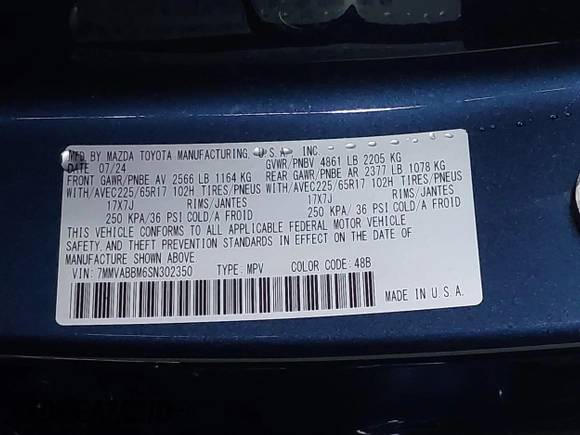 MFD. BY MAZDA TOYOTA MANUFACTURING, U.S.A., INC.
DATE 07/24 GVWR/PNBV 4861 LB 2205 KG
FRONT GAWR/PNBE AV 2566 LB 1164 KG REAR GAWR/PNBE AR 2377 LB 1078 KG
WITH/AVEC225/65R17 102H TIRES/PNEUS WITH/AVEC225/65R17 102H TIRES/PNEUS
17X7J RIMS/JANTES 17X7J RIMS/JANTES
250 KPA/36 PSI COLD/A FROID 250 KPA/36 PSI COLD/A FROID
THIS VEHICLE CONFORMS TO ALL APPLICABLE FEDERAL MOTOR VEHICLE
SAFETY, AND THEFT PREVENTION STANDARDS IN EFFECT ON THE DATE OF
MANUFACTURE SHOWN ABOVE.
VIN: 7MMVABBM6SN302350 TYPE: MPV COLOR CODE: 48B
MADE IN U.S.A.